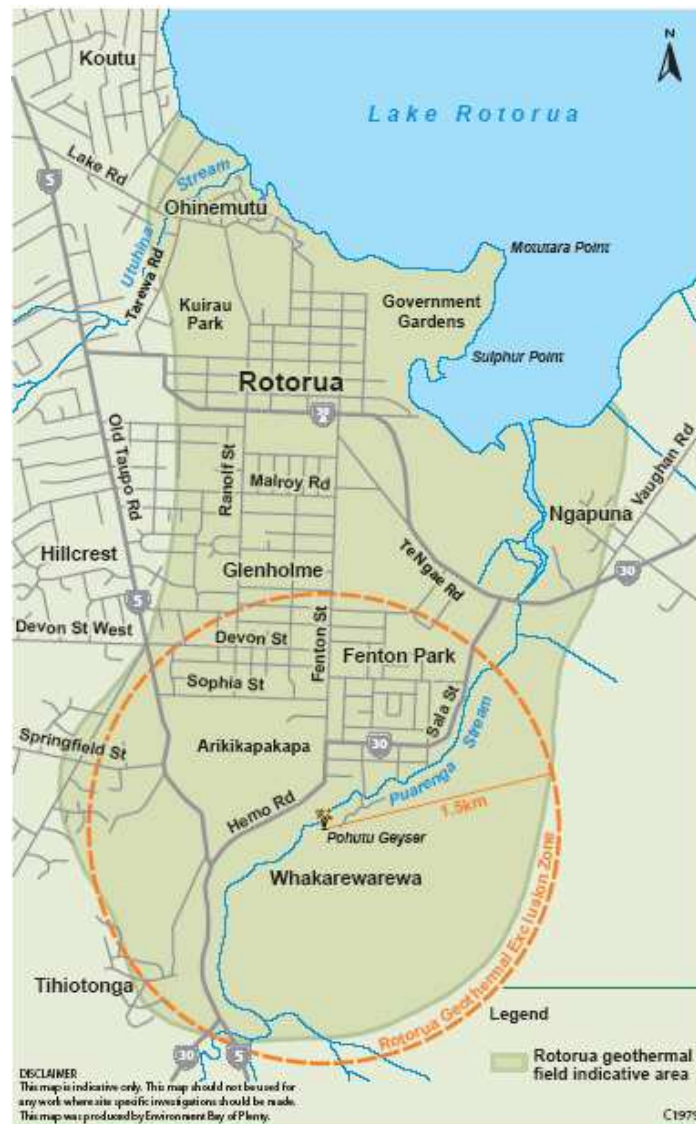 N
Koutu
Lake Rotorua
5
Lake Rd
Stream
Ohinemutu
Utuhina
Tarewa Rd
Motutara Point
Kuirau
Park
Government
Gardens
Sulphur Point
Rotorua
30
A
Old Taupo Rd
Ranolf St
Malroy Rd
Vaughan Rd
Ngapuna
Hillcrest
Glenholme
TeNgae Rd
30
5
Devon St West
Devon St
Fenton St
Fenton Park
Sophia St
Sala St
Springfield St
Arikikapakapa
30
Stream
Puarenga
1.5km
Hemo Rd
Pohutu Geyser
Whakarewarewa
Rotorua Geothermal Exclusion Zone
Tihiotonga
Legend
30
5
Rotorua geothermal
field indicative area
DISCLAIMER
This map is indicative only. This map should not be used for
any work where site specific investigations should be made.
This map was produced by Environment Bay of Plenty.
C1979